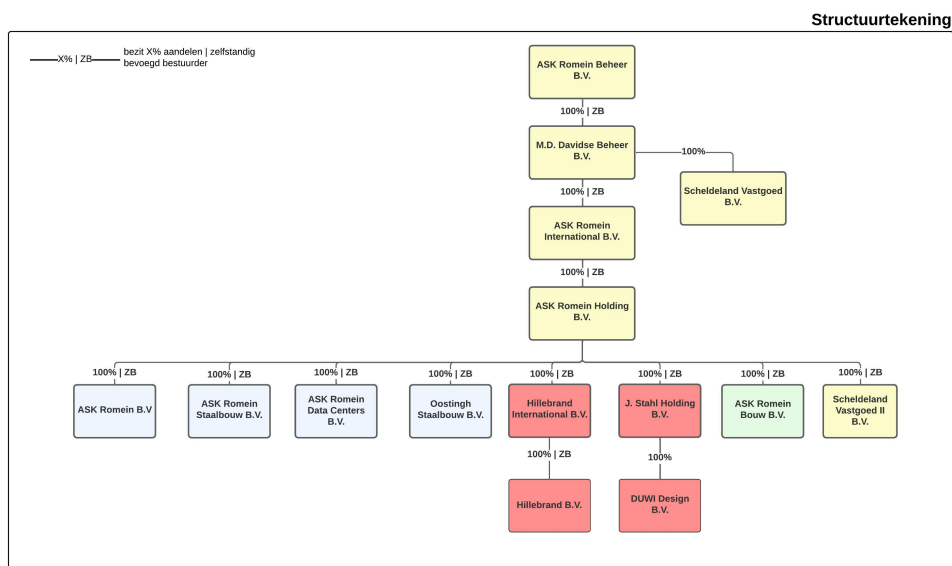 Structuurtekening
X% | ZB
bezit X% aandelen | zelfstandig
bevoegd bestuurder
ASK Romein Beheer
B.V.
100% | ZB
M.D. Davidse Beheer
B.V.
100%
Scheldeland Vastgoed
B.V.
100% | ZB
ASK Romein
International B.V.
100% | ZB
ASK Romein Holding
B.V.
100% | ZB
100% | ZB
100% | ZB
100% | ZB
100% | ZB
100% | ZB
100% | ZB
100% | ZB
ASK Romein B.V
ASK Romein
Staalbouw B.V.
ASK Romein
Data Centers
B.V.
Oostingh
Staalbouw B.V.
Hillebrand
International B.V.
J. Stahl Holding
B.V.
ASK Romein
Bouw B.V.
Scheldeland
Vastgoed II
B.V.
100% | ZB
100%
Hillebrand B.V.
DUWI Design
B.V.